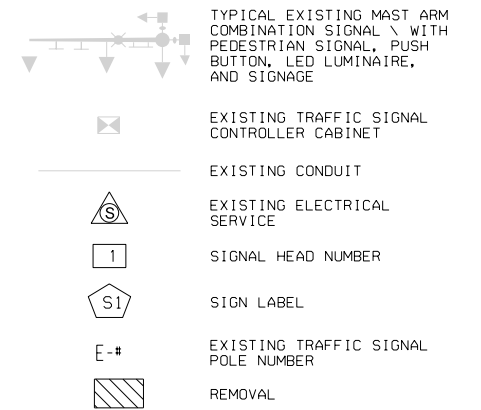 TYPICAL EXISTING MAST ARM
COMBINATION SIGNAL \ WITH
PEDESTRIAN SIGNAL, PUSH
BUTTON, LED LUMINAIRE,
AND SIGNAGE
EXISTING TRAFFIC SIGNAL
CONTROLLER CABINET
EXISTING CONDUIT
S
EXISTING ELECTRICAL
SERVICE
1
SIGNAL HEAD NUMBER
S1
SIGN LABEL
E-#
EXISTING TRAFFIC SIGNAL
POLE NUMBER
REMOVAL